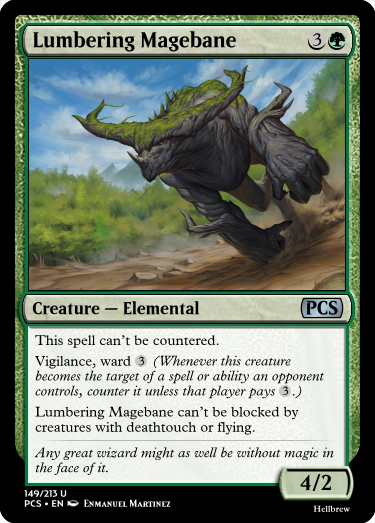 Lumbering Magebane 3
Creature — Elemental PCS
This spell can't be countered.
Vigilance, ward 3 (Whenever this creature
becomes the target of a spell or ability an opponent
controls, counter it unless that player pays 3.)
Lumbering Magebane can't be blocked by
creatures with deathtouch or flying.
Any great wizard might as well be without magic in
the face of it.
4/2
149/213 U
PCS • EN Enmanuel Martinez
Hellbrew